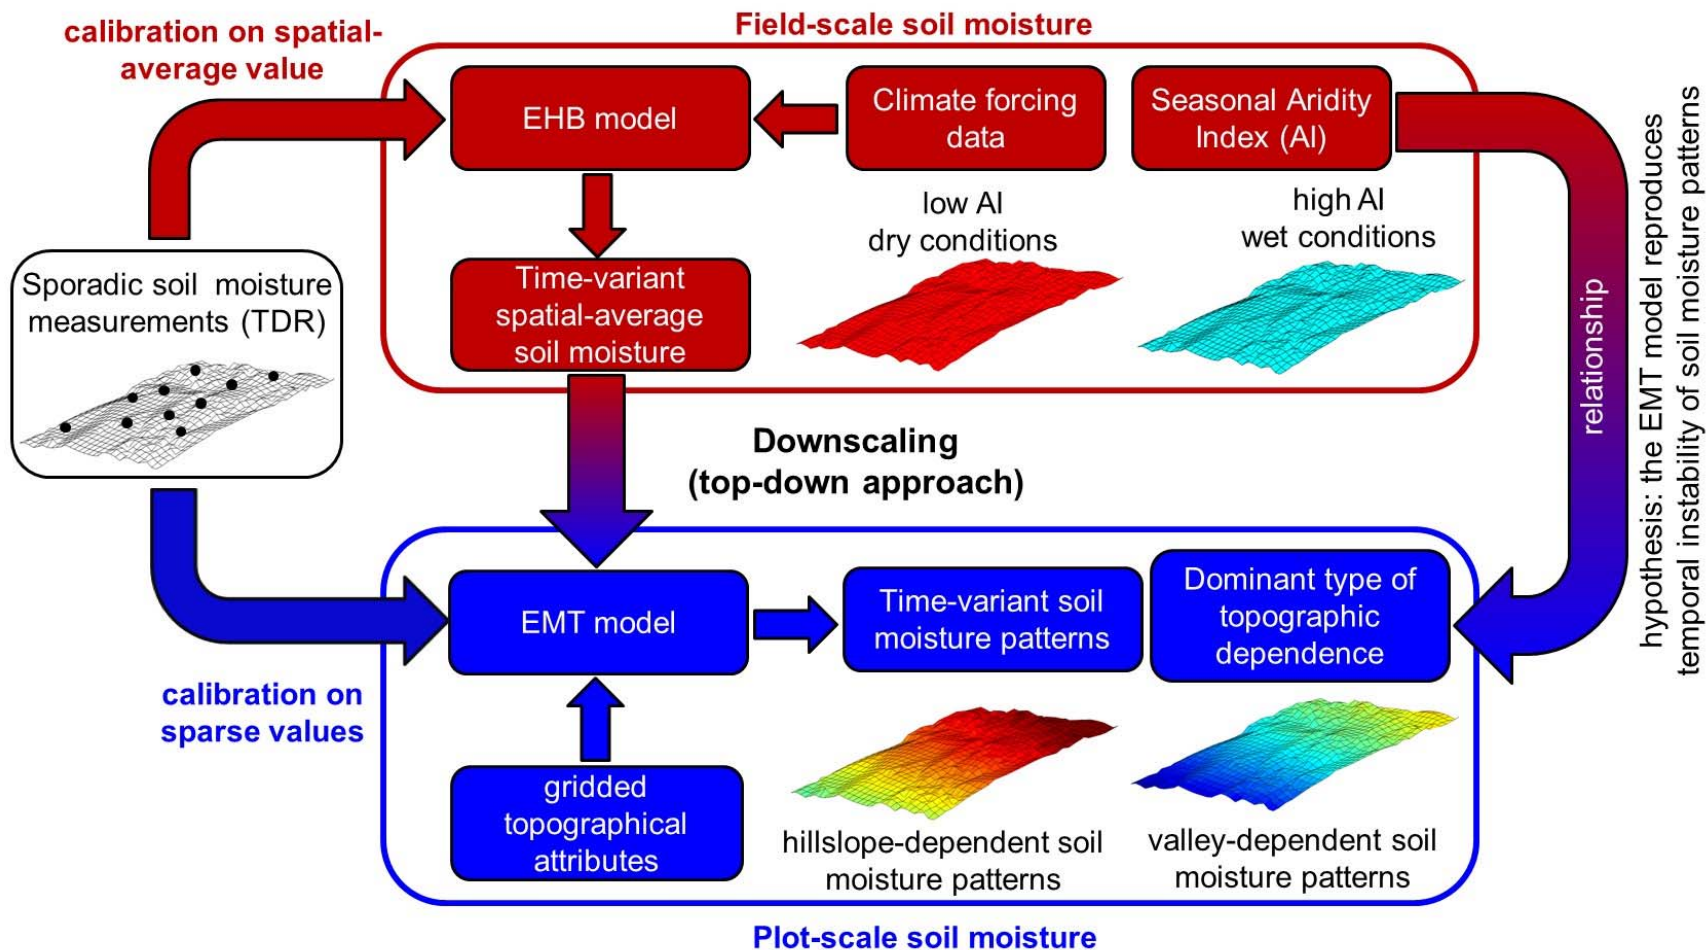 calibration on spatial-
average value
Field-scale soil moisture
EHB model
Climate forcing
data
Seasonal Aridity
Index (AI)
low AI
dry conditions
high AI
wet conditions
Sporadic soil moisture
measurements (TDR)
Time-variant
spatial-average
soil moisture
relationship
hypothesis: the EMT model reproduces
temporal instability of soil moisture patterns
Downscaling
(top-down approach)
EMT model
Time-variant soil
moisture patterns
Dominant type of
topographic
dependence
calibration on
sparse values
gridded
topographical
attributes
hillslope-dependent soil
moisture patterns
valley-dependent soil
moisture patterns
Plot-scale soil moisture